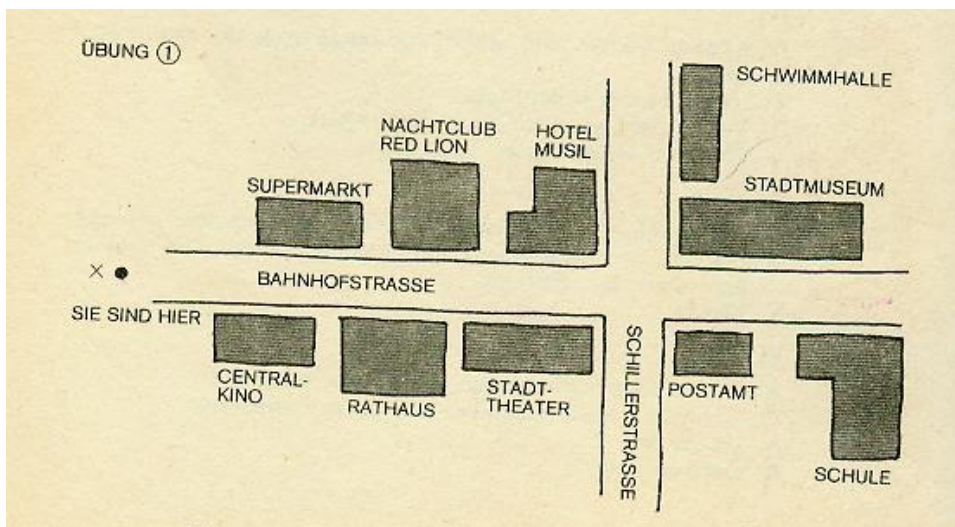 ÜBUNG ①
SCHWIMMHALLE
NACHTCLUB
RED LION
HOTEL
MUSIL
SUPERMARKT
STADTMUSEUM
×
BAHNHOFSTRASSE
SIE SIND HIER
CENTRAL-
KINO
RATHAUS
STADT-
THEATER
SCHILLERSTRASSE
POSTAMT
SCHULE